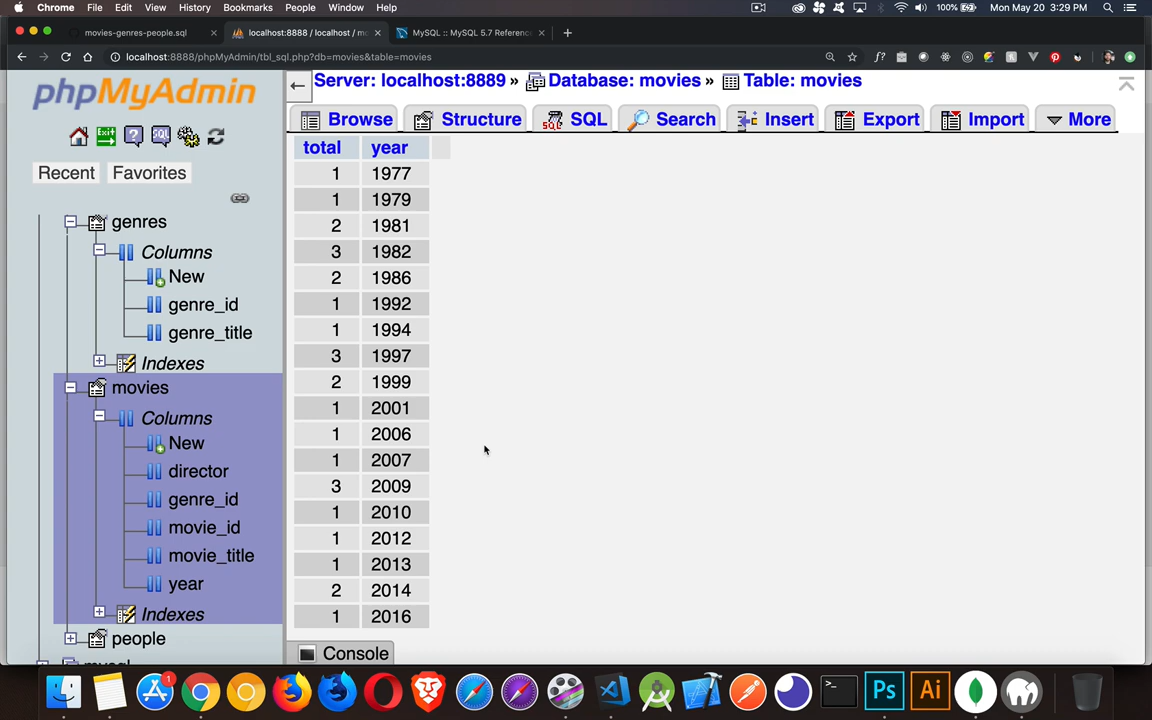 Chrome File Edit View History Bookmarks People Window Help 100% Mon May 20 3:29 PM
movies-genres-people.sql × localhost:8888 / localhost / mo × MySQL :: MySQL 5.7 Referenc × +
localhost:8888/phpMyAdmin/tbl_sql.php?db=movies&table=movies
phpMyAdmin
Recent Favorites
genres
Columns
New
genre_id
genre_title
Indexes
movies
Columns
New
director
genre_id
movie_id
movie_title
year
Indexes
people
Server: localhost:8889 » Database: movies » Table: movies
Browse Structure SQL Search Insert Export Import More
total year
1 1977
1 1979
2 1981
3 1982
2 1986
1 1992
1 1994
3 1997
2 1999
1 2001
1 2006
1 2007
3 2009
1 2010
1 2012
1 2013
2 2014
1 2016
Console
Ps Ai